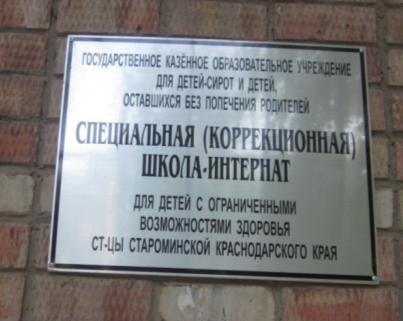 ГОСУДАРСТВЕННОЕ КАЗЁННОЕ ОБРАЗОВАТЕЛЬНОЕ УЧРЕЖДЕНИЕ
ДЛЯ ДЕТЕЙ-СИРОТ И ДЕТЕЙ,
ОСТАВШИХСЯ БЕЗ ПОПЕЧЕНИЯ РОДИТЕЛЕЙ
СПЕЦИАЛЬНАЯ (КОРРЕКЦИОННАЯ)
ШКОЛА-ИНТЕРНАТ
ДЛЯ ДЕТЕЙ С ОГРАНИЧЕННЫМИ
ВОЗМОЖНОСТЯМИ ЗДОРОВЬЯ
СТ-ЦЫ СТАРОМИНСКОЙ КРАСНОДАРСКОГО КРАЯ